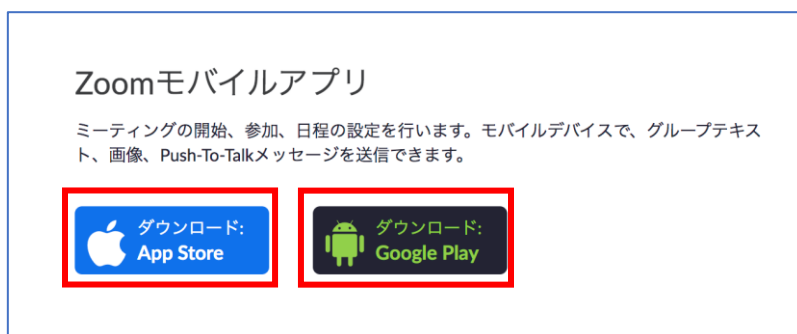 Zoomモバイルアプリ
ミーティングの開始、参加、日程の設定を行います。モバイルデバイスで、グループテキス
ト、画像、Push-To-Talkメッセージを送信できます。
ダウンロード:
App Store
ダウンロード:
Google Play